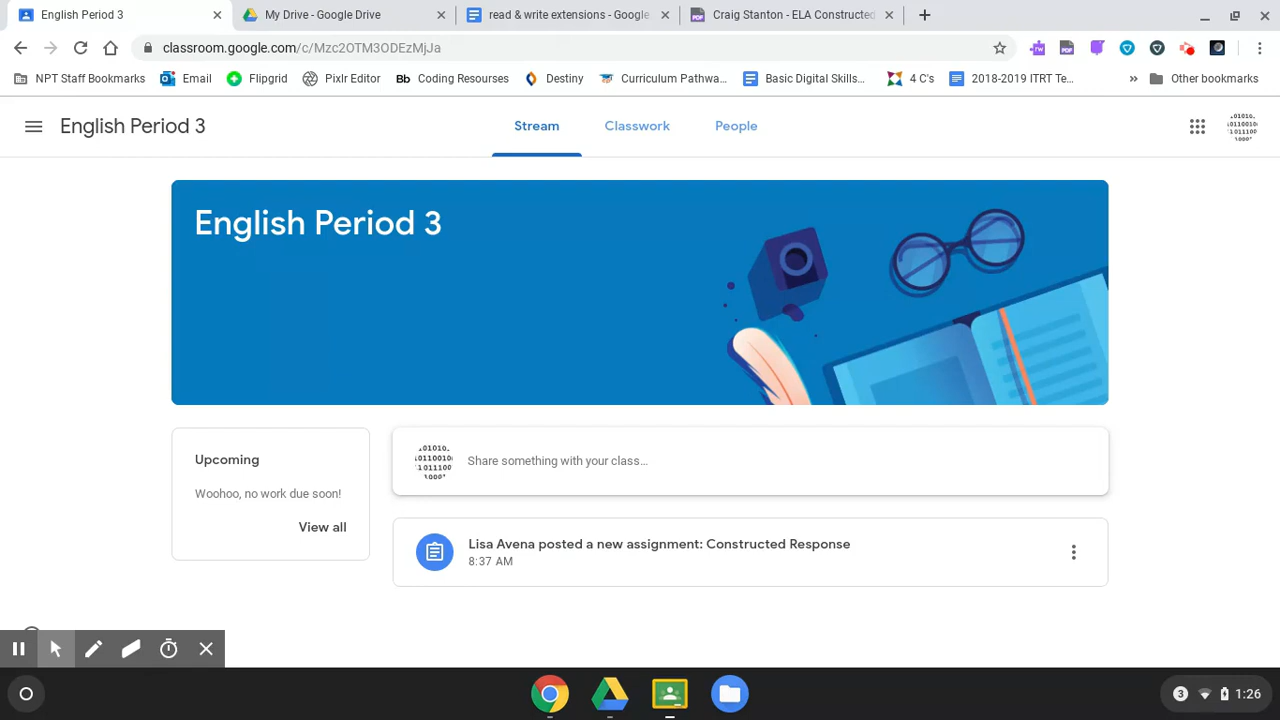 English Period 3
My Drive - Google Drive
read & write extensions - Google
Craig Stanton - ELA Constructed
classroom.google.com/c/Mzc2OTM3ODEzMjJa
NPT Staff Bookmarks
Email
Flipgrid
Pixlr Editor
Bb Coding Resourses
Destiny
Curriculum Pathwa...
Basic Digital Skills...
4 C's
2018-2019 ITRT Te...
»
Other bookmarks
English Period 3
Stream
Classwork
People
English Period 3
Upcoming
Woohoo, no work due soon!
View all
Share something with your class...
Lisa Avena posted a new assignment: Constructed Response
8:37 AM
3
1:26